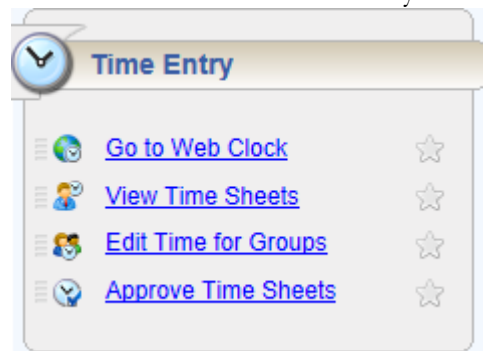 Time Entry
Go to Web Clock
View Time Sheets
Edit Time for Groups
Approve Time Sheets